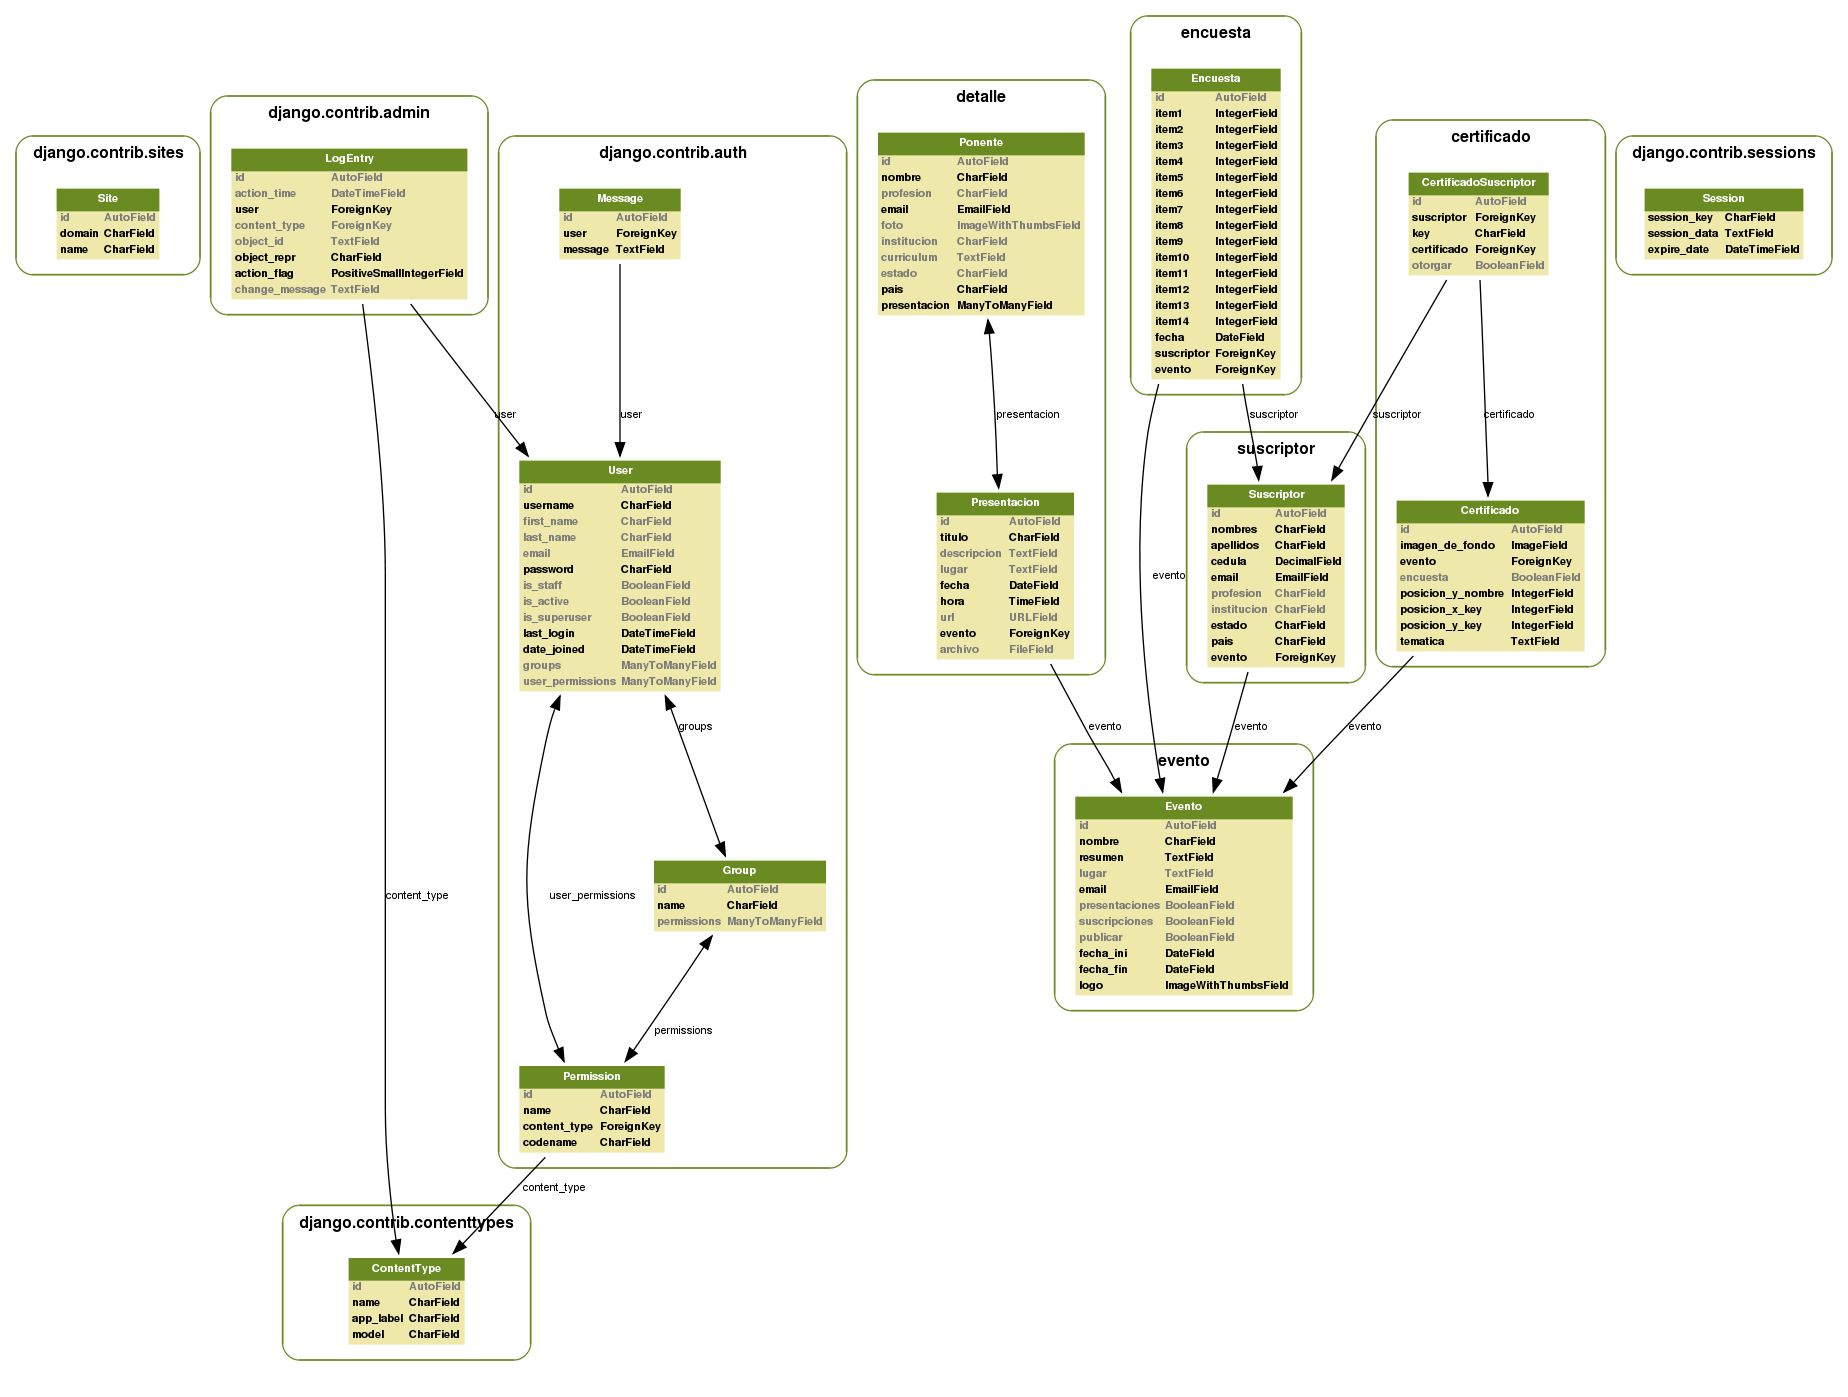 django.contrib.sites
Site
id AutoField
domain CharField
name CharField
django.contrib.admin
LogEntry
id AutoField
action_time DateTimeField
user ForeignKey
content_type ForeignKey
object_id TextField
object_repr CharField
action_flag PositiveSmallIntegerField
change_message TextField
django.contrib.auth
Message
id AutoField
user ForeignKey
message TextField
user
user
User
id AutoField
username CharField
first_name CharField
last_name CharField
email EmailField
password CharField
is_staff BooleanField
is_active BooleanField
is_superuser BooleanField
last_login DateTimeField
date_joined DateTimeField
groups ManyToManyField
user_permissions ManyToManyField
groups
user_permissions
content_type
Group
id AutoField
name CharField
permissions ManyToManyField
permissions
Permission
id AutoField
name CharField
content_type ForeignKey
codename CharField
content_type
django.contrib.contenttypes
ContentType
id AutoField
name CharField
app_label CharField
model CharField
detalle
Ponente
id AutoField
nombre CharField
profesion CharField
email EmailField
foto ImageWithThumbsField
institucion CharField
curriculum TextField
estado CharField
pais CharField
presentacion ManyToManyField
presentacion
Presentacion
id AutoField
titulo CharField
descripcion TextField
lugar TextField
fecha DateField
hora TimeField
url URLField
evento ForeignKey
archivo FileField
evento
encuesta
Encuesta
id AutoField
item1 IntegerField
item2 IntegerField
item3 IntegerField
item4 IntegerField
item5 IntegerField
item6 IntegerField
item7 IntegerField
item8 IntegerField
item9 IntegerField
item10 IntegerField
item11 IntegerField
item12 IntegerField
item13 IntegerField
item14 IntegerField
fecha DateField
suscriptor ForeignKey
evento ForeignKey
suscriptor
evento
suscriptor
Suscriptor
id AutoField
nombres CharField
apellidos CharField
cedula DecimalField
email EmailField
profesion CharField
institucion CharField
estado CharField
pais CharField
evento ForeignKey
evento
certificado
CertificadoSuscriptor
id AutoField
suscriptor ForeignKey
key CharField
certificado ForeignKey
otorgar BooleanField
suscriptor
certificado
Certificado
id AutoField
imagen_de_fondo ImageField
evento ForeignKey
encuesta BooleanField
posicion_y_nombre IntegerField
posicion_x_key IntegerField
posicion_y_key IntegerField
tematica TextField
evento
evento
Evento
id AutoField
nombre CharField
resumen TextField
lugar TextField
email EmailField
presentaciones BooleanField
suscripciones BooleanField
publicar BooleanField
fecha_ini DateField
fecha_fin DateField
logo ImageWithThumbsField
django.contrib.sessions
Session
session_key CharField
session_data TextField
expire_date DateTimeField